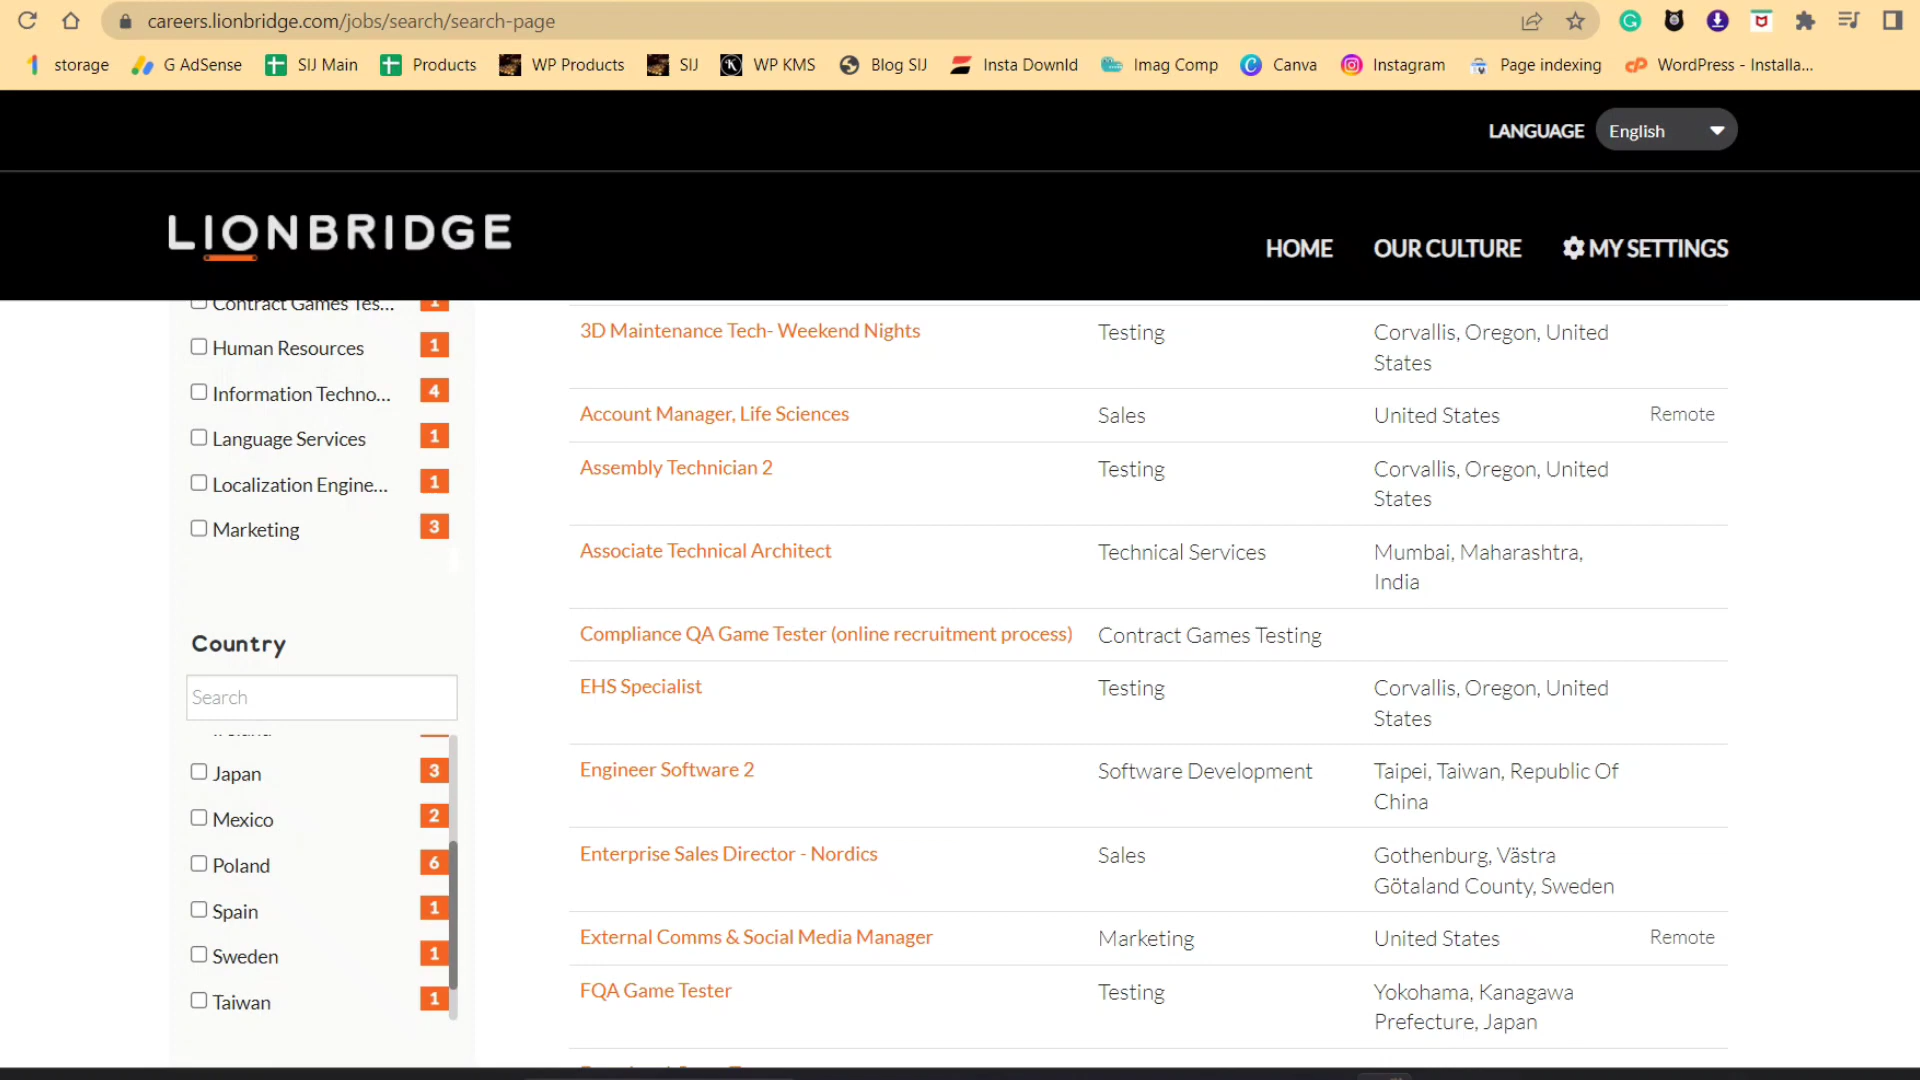 careers.lionbridge.com/jobs/search/search-page
storage G AdSense SIJ Main Products WP Products SIJ WP KMS Blog SIJ Insta Downld Imag Comp Canva Instagram Page indexing WordPress - Installa...
LANGUAGE English
LIONBRIDGE
HOME OUR CULTURE MY SETTINGS
Contract Games Tes... 1
Human Resources 1
Information Techno... 4
Language Services 1
Localization Engine... 1
Marketing 3
Country
Search
Japan 3
Mexico 2
Poland 6
Spain 1
Sweden 1
Taiwan 1
3D Maintenance Tech- Weekend Nights Testing Corvallis, Oregon, United
States
Account Manager, Life Sciences Sales United States Remote
Assembly Technician 2 Testing Corvallis, Oregon, United
States
Associate Technical Architect Technical Services Mumbai, Maharashtra,
India
Compliance QA Game Tester (online recruitment process) Contract Games Testing
EHS Specialist Testing Corvallis, Oregon, United
States
Engineer Software 2 Software Development Taipei, Taiwan, Republic Of
China
Enterprise Sales Director - Nordics Sales Gothenburg, Västra
Götaland County, Sweden
External Comms & Social Media Manager Marketing United States Remote
FQA Game Tester Testing Yokohama, Kanagawa
Prefecture, Japan